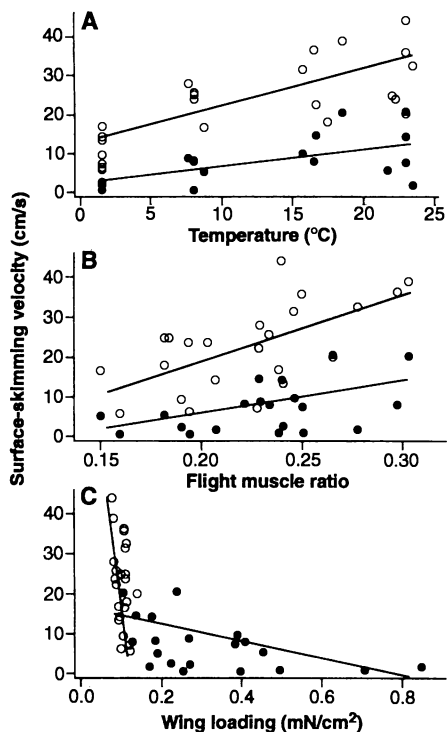 A
50
40
30
20
10
0
0 5 10 15 20 25
Temperature (°C)
B
50
40
30
20
10
0
0.15 0.20 0.25 0.30
Flight muscle ratio
Surface-skimming velocity (cm/s)
C
40
30
20
10
0
0.0 0.2 0.4 0.6 0.8
Wing loading (mN/cm²)